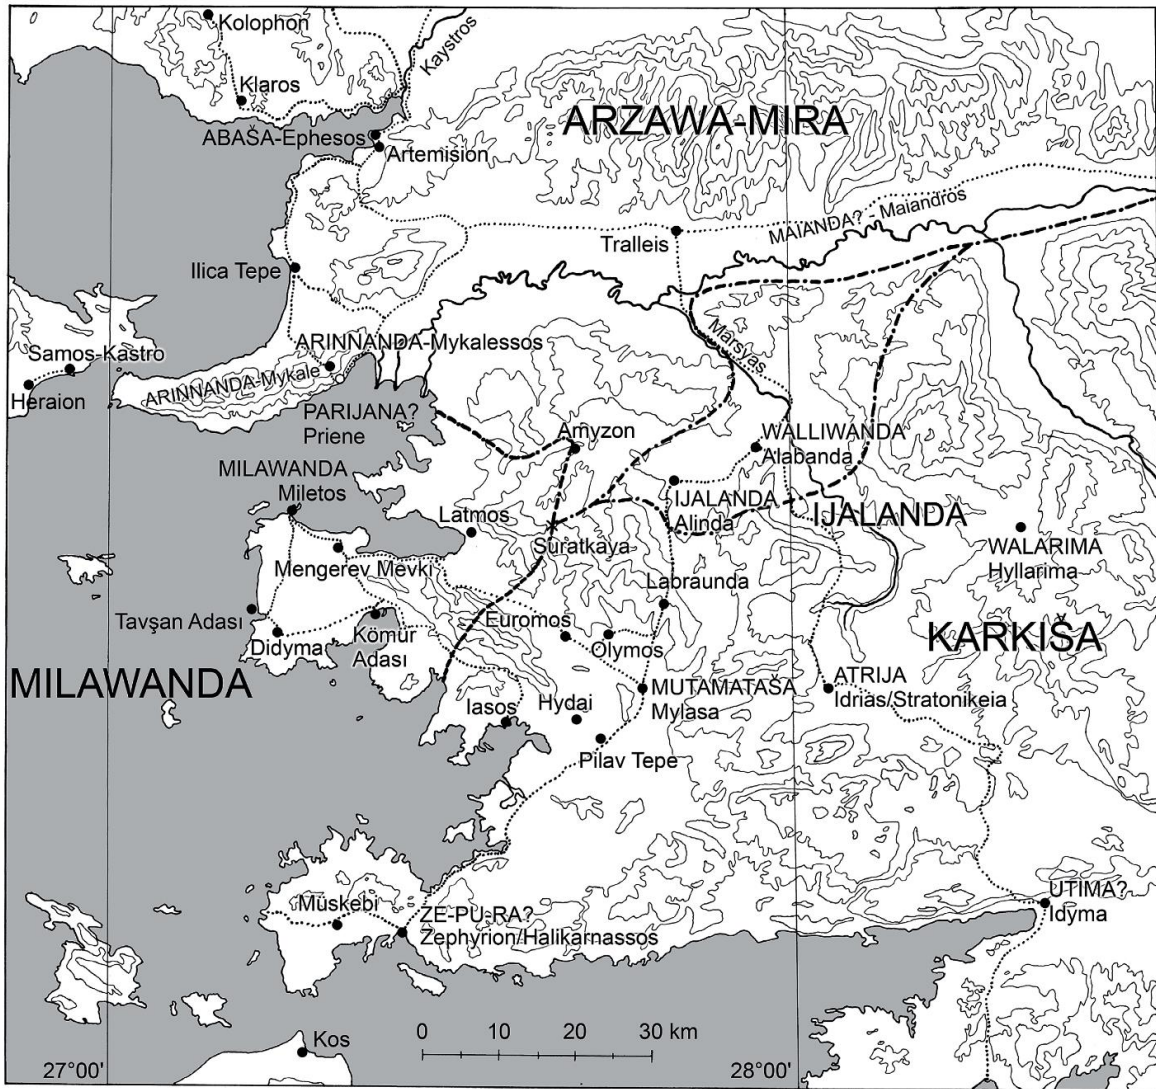 Kolophon
Kaystros
Klaros
ARZAWA-MIRA
ABAŠA-Ephesos
Artemision
MAIANDA? - Maiandros
Tralleis
Ilica Tepe
Marsyas
Samos-Kastro
ARINNANDA-Mykalessos
ARINNANDA-Mykale
Heraion
PARIJANA?
Priene
Amyzon
WALLIWANDA
Alabanda
MILAWANDA
Miletos
IJALANDA
Alinda
Latmos
IJALANDA
Suratkaya
WALARIMA
Hyllarima
Mengerev Mevki
Labraunda
Tavşan Adası
Didyma
Kömür
Adası
Euromos
Olymos
KARKIŠA
MILAWANDA
MUTAMATAŠA
Mylasa
ATRIJA
Idrias/Stratonikeia
Iasos
Hydai
Pilav Tepe
UTIMA?
Idyma
Müskebi
ZE-PU-RA?
Zephyrion/Halikarnassos
0 10 20 30 km
Kos
27°00'
28°00'